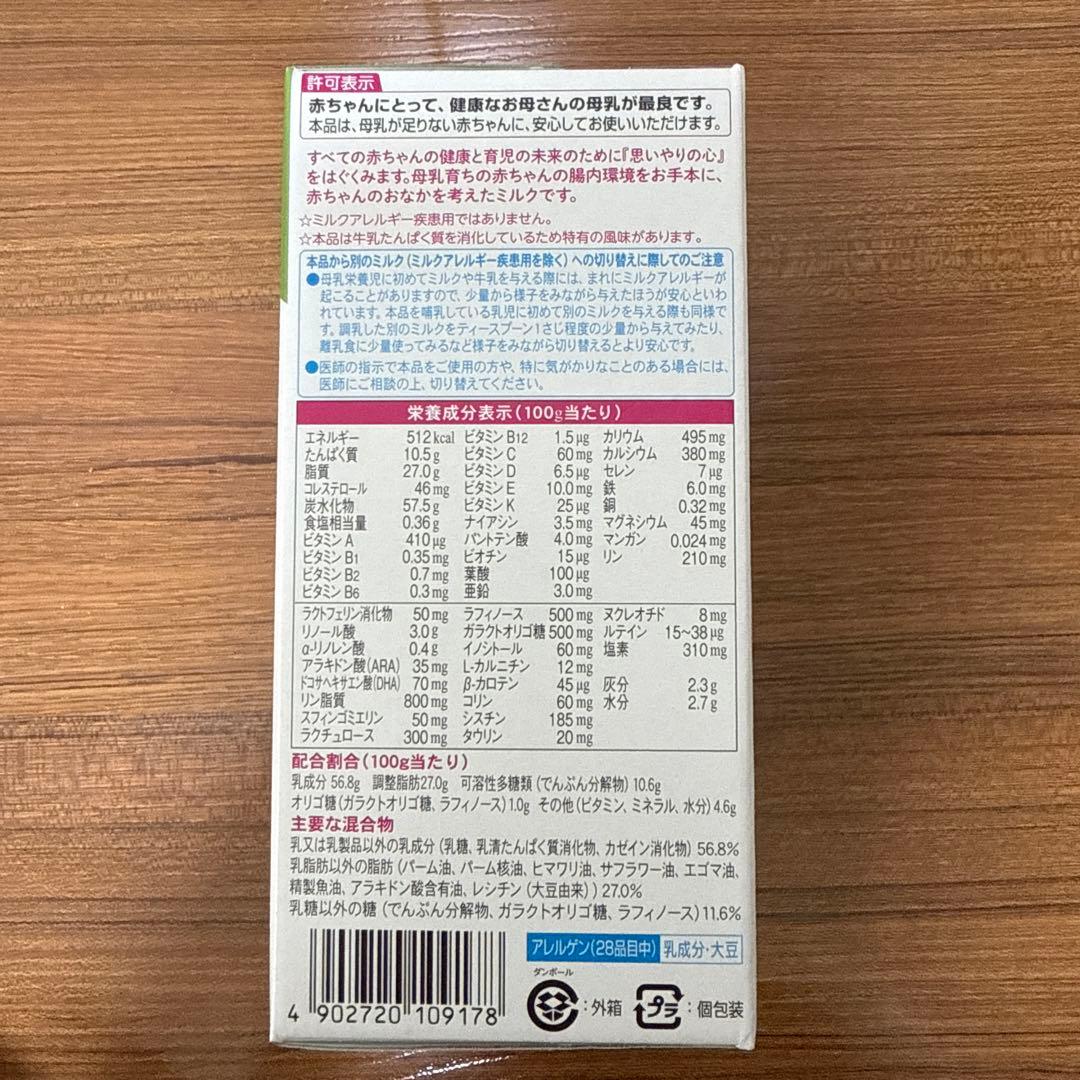 許可表示
赤ちゃんにとって、健康なお母さんの母乳が最良です。
本品は、母乳が足りない赤ちゃんに、安心してお使いいただけます。
すべての赤ちゃんの健康と育児の未来のために『思いやりの心』
をはぐくみます。母乳育ちの赤ちゃんの腸内環境をお手本に、
赤ちゃんのおなかを考えたミルクです。
☆ミルクアレルギー疾患用ではありません。
☆本品は牛乳たんぱく質を消化しているため特有の風味があります。
本品から別のミルク(ミルクアレルギー疾患用を除く)への切り替えに際してのご注意
●母乳栄養児に初めてミルクや牛乳を与える際には、まれにミルクアレルギーが
起こることがありますので、少量から様子をみながら与えたほうが安心といわ
れています。本品を哺乳している乳児に初めて別のミルクを与える際も同様で
す。調乳した別のミルクをティースプーン1さじ程度の少量から与えてみたり、
離乳食に少量使ってみるなど様子をみながら切り替えるとより安心です。
●医師の指示で本品をご使用の方や、特に気がかりなことのある場合には、
医師にご相談の上、切り替えてください。
栄養成分表示(100g当たり)
エネルギー 512kcal ビタミンB12 1.5μg カリウム 495mg
たんぱく質 10.5g ビタミンC 60mg カルシウム 380mg
脂質 27.0g ビタミンD 6.5μg セレン 7μg
コレステロール 46mg ビタミンE 10.0mg 鉄 6.0mg
炭水化物 57.5g ビタミンK 25μg 銅 0.32mg
食塩相当量 0.36g ナイアシン 3.5mg マグネシウム 45mg
ビタミンA 410μg パントテン酸 4.0mg マンガン 0.024mg
ビタミンB1 0.35mg ビオチン 15μg リン 210mg
ビタミンB2 0.7mg 葉酸 100μg
ビタミンB6 0.3mg 亜鉛 3.0mg
ラクトフェリン消化物 50mg ラフィノース 500mg ヌクレオチド 8mg
リノール酸 3.0g ガラクトオリゴ糖 500mg ルテイン 15~38μg
α-リノレン酸 0.4g イノシトール 60mg 塩素 310mg
アラキドン酸(ARA) 35mg L-カルニチン 12mg
ドコサヘキサエン酸(DHA) 70mg β-カロテン 45μg 灰分 2.3g
リン脂質 800mg コリン 60mg 水分 2.7g
スフィンゴミエリン 50mg シスチン 185mg
ラクチュロース 300mg タウリン 20mg
配合割合(100g当たり)
乳成分 56.8g 調整脂肪27.0g 可溶性多糖類(でんぷん分解物)10.6g
オリゴ糖(ガラクトオリゴ糖、ラフィノース)1.0g その他(ビタミン、ミネラル、水分)4.6g
主要な混合物
乳又は乳製品以外の乳成分(乳糖、乳清たんぱく質消化物、カゼイン消化物)56.8%
乳脂肪以外の脂肪(パーム油、パーム核油、ヒマワリ油、サフラワー油、エゴマ油、
精製魚油、アラキドン酸含有油、レシチン(大豆由来))27.0%
乳糖以外の糖(でんぷん分解物、ガラクトオリゴ糖、ラフィノース)11.6%
アレルゲン(28品目中) 乳成分・大豆
ダンボール
:外箱 プラ :個包装
4 902720 109178